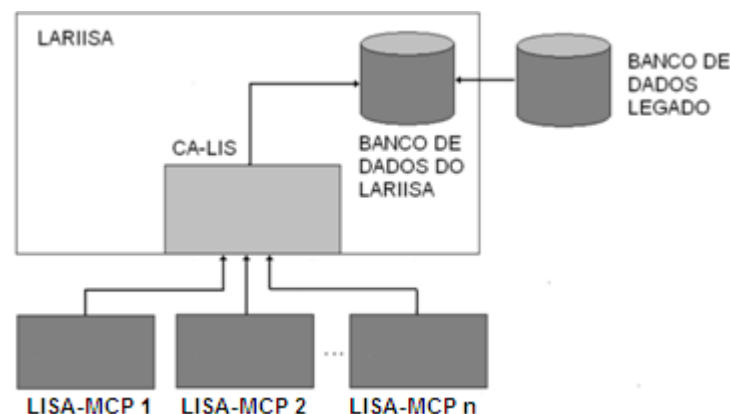 LARIISA
BANCO DE
DADOS
LEGADO
CA-LIS
BANCO DE
DADOS DO
LARIISA
...
LISA-MCP 1 LISA-MCP 2 LISA-MCP n